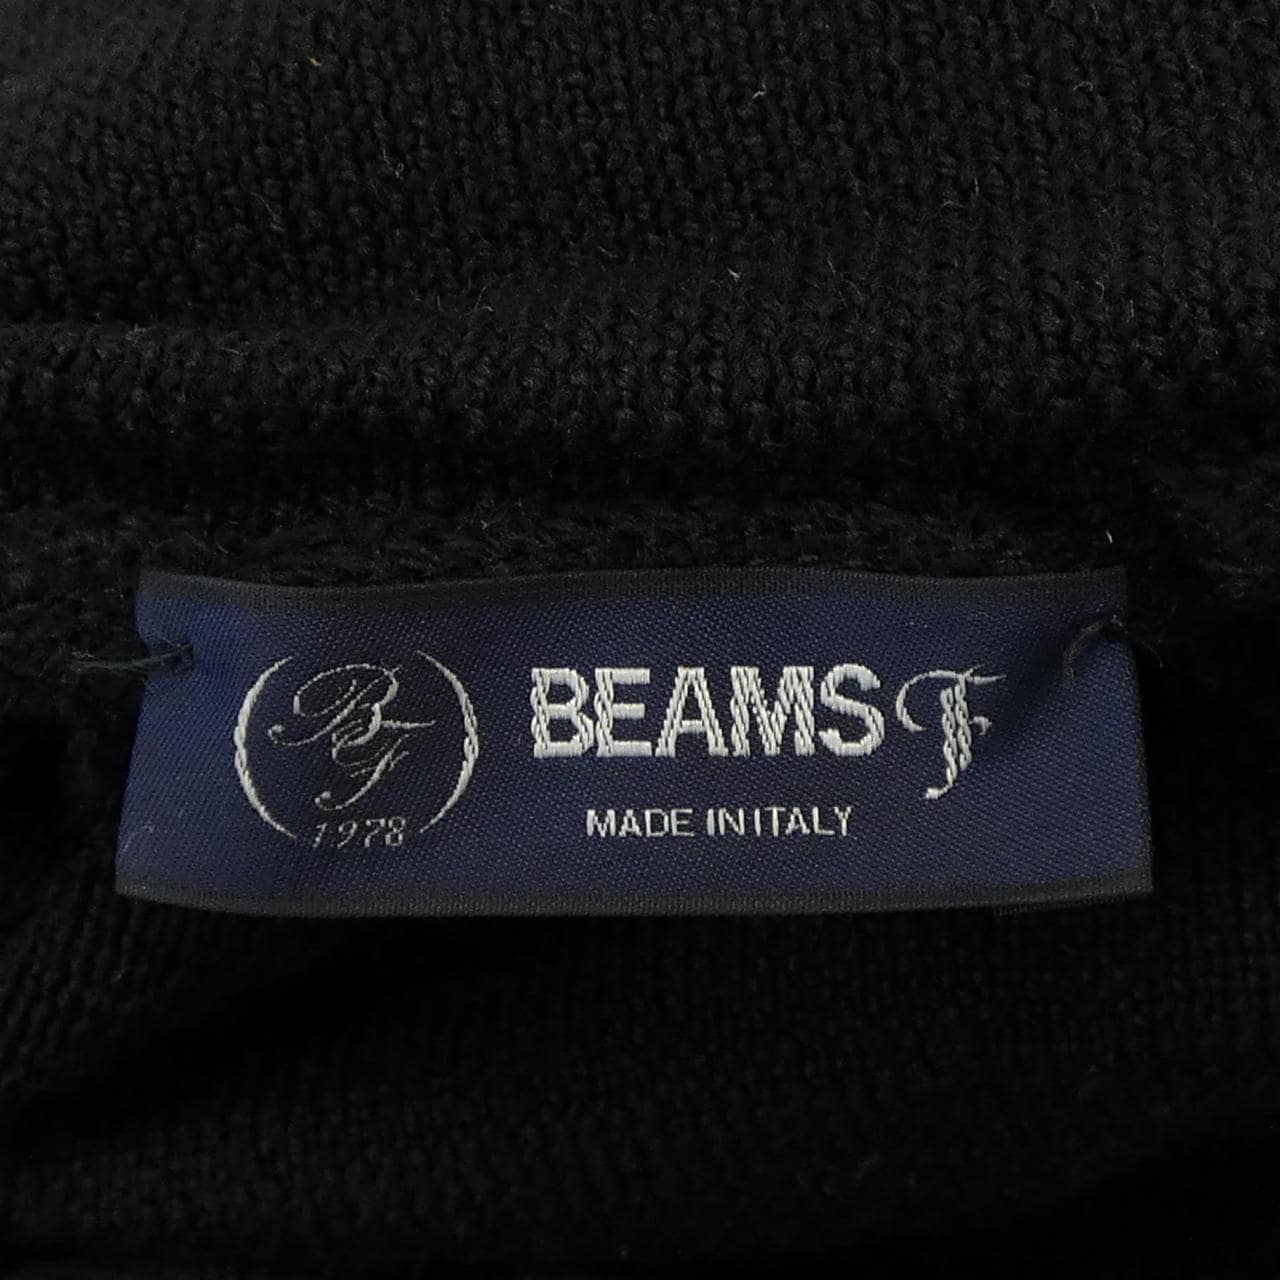 BF
1978
BEAMS F
MADE IN ITALY